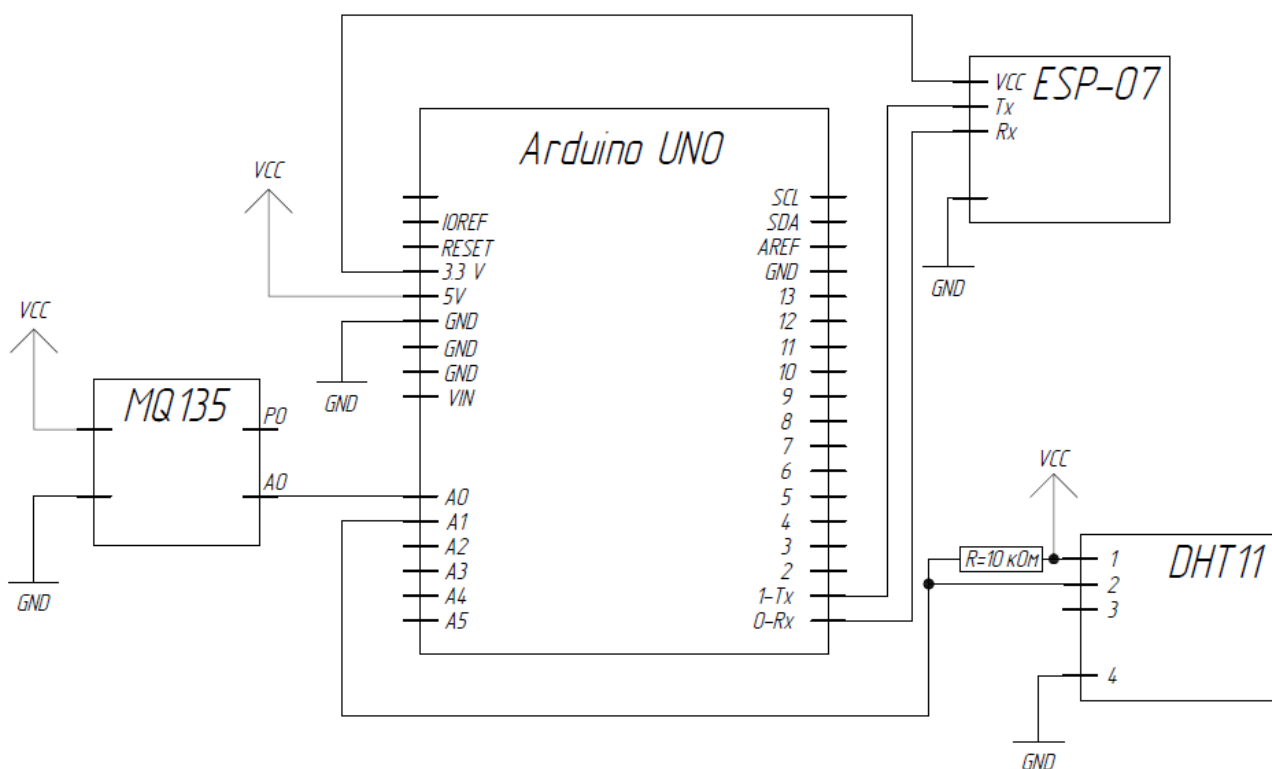 VCC
ESP-07
Tx
Rx
GND
Arduino UNO
IOREF
RESET
3.3 V
5V
GND
GND
GND
VIN
A0
A1
A2
A3
A4
A5
SCL
SDA
AREF
GND
13
12
11
10
9
8
7
6
5
4
3
2
1-Tx
0-Rx
VCC
GND
VCC
MQ135
P0
A0
GND
VCC
R=10 кОм
DHT11
1
2
3
4
GND